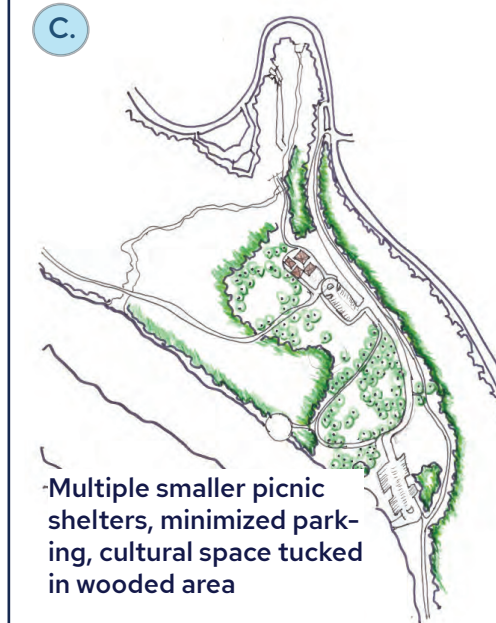 C.
-Multiple smaller picnic
shelters, minimized park-
ing, cultural space tucked
in wooded area